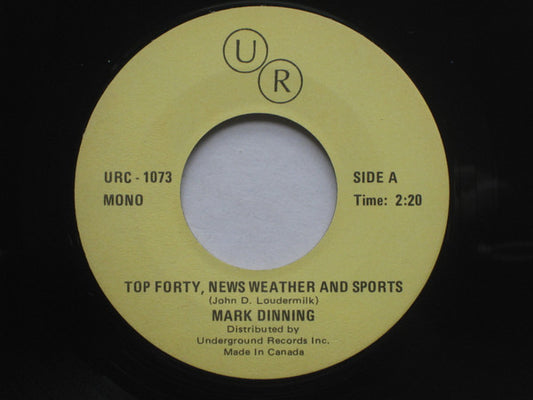 U
R
URC - 1073 SIDE A
MONO Time: 2:20
TOP FORTY, NEWS WEATHER AND SPORTS
(John D. Loudermilk)
MARK DINNING
Distributed by
Underground Records Inc.
Made In Canada